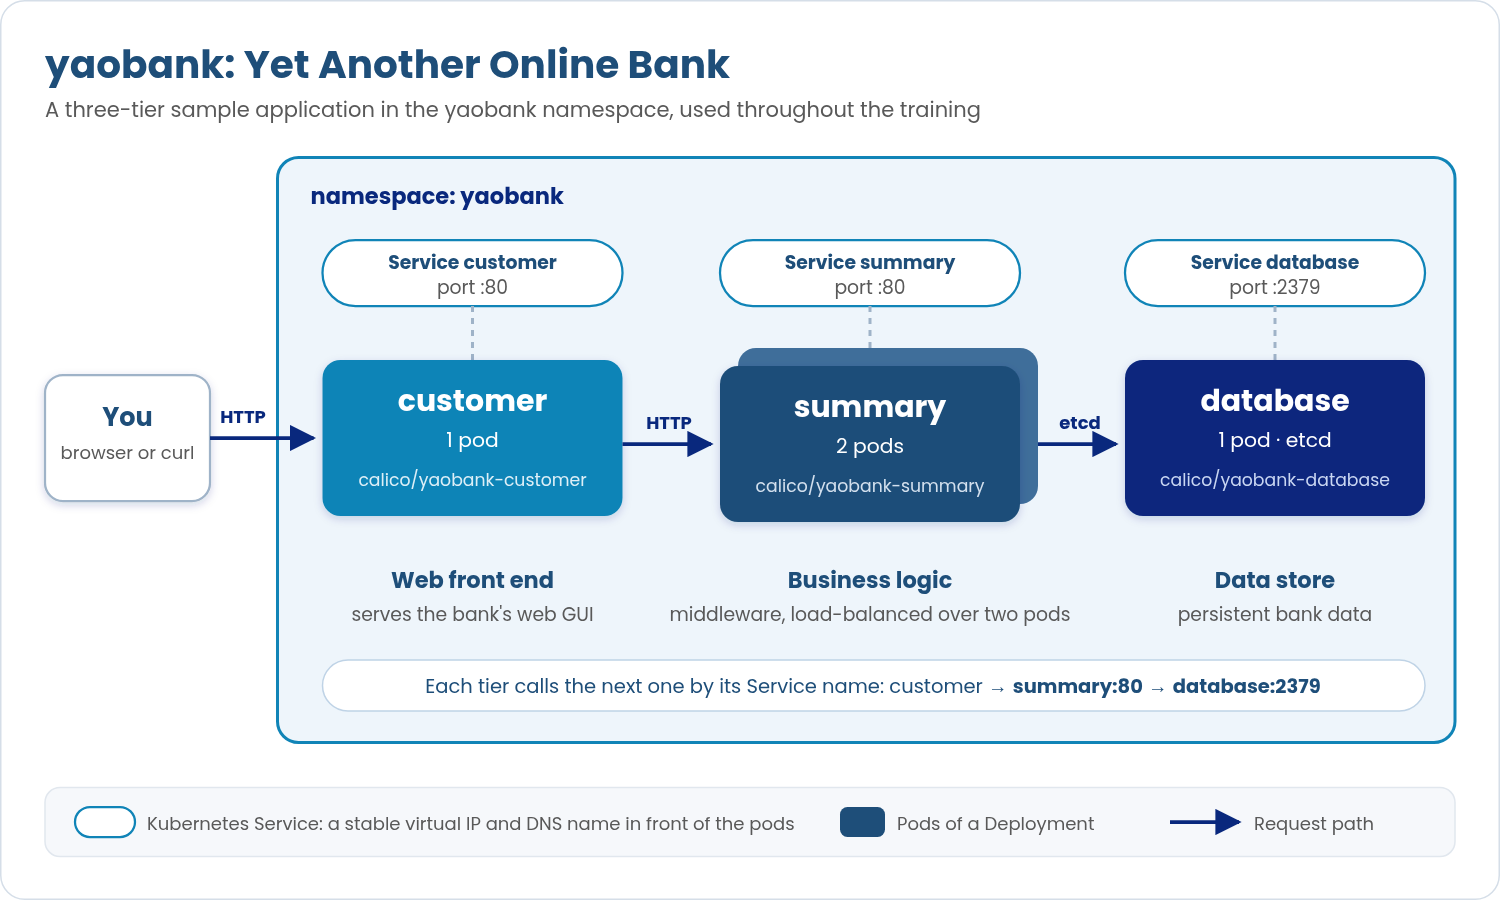 yaobank: Yet Another Online Bank
A three-tier sample application in the yaobank namespace, used throughout the training
namespace: yaobank
Service customer
port :80
Service summary
port :80
Service database
port :2379
You
browser or curl
HTTP
customer
1 pod
calico/yaobank-customer
HTTP
summary
2 pods
calico/yaobank-summary
etcd
database
1 pod · etcd
calico/yaobank-database
Web front end
serves the bank's web GUI
Business logic
middleware, load-balanced over two pods
Data store
persistent bank data
Each tier calls the next one by its Service name: customer → summary:80 → database:2379
Kubernetes Service: a stable virtual IP and DNS name in front of the pods
Pods of a Deployment
Request path